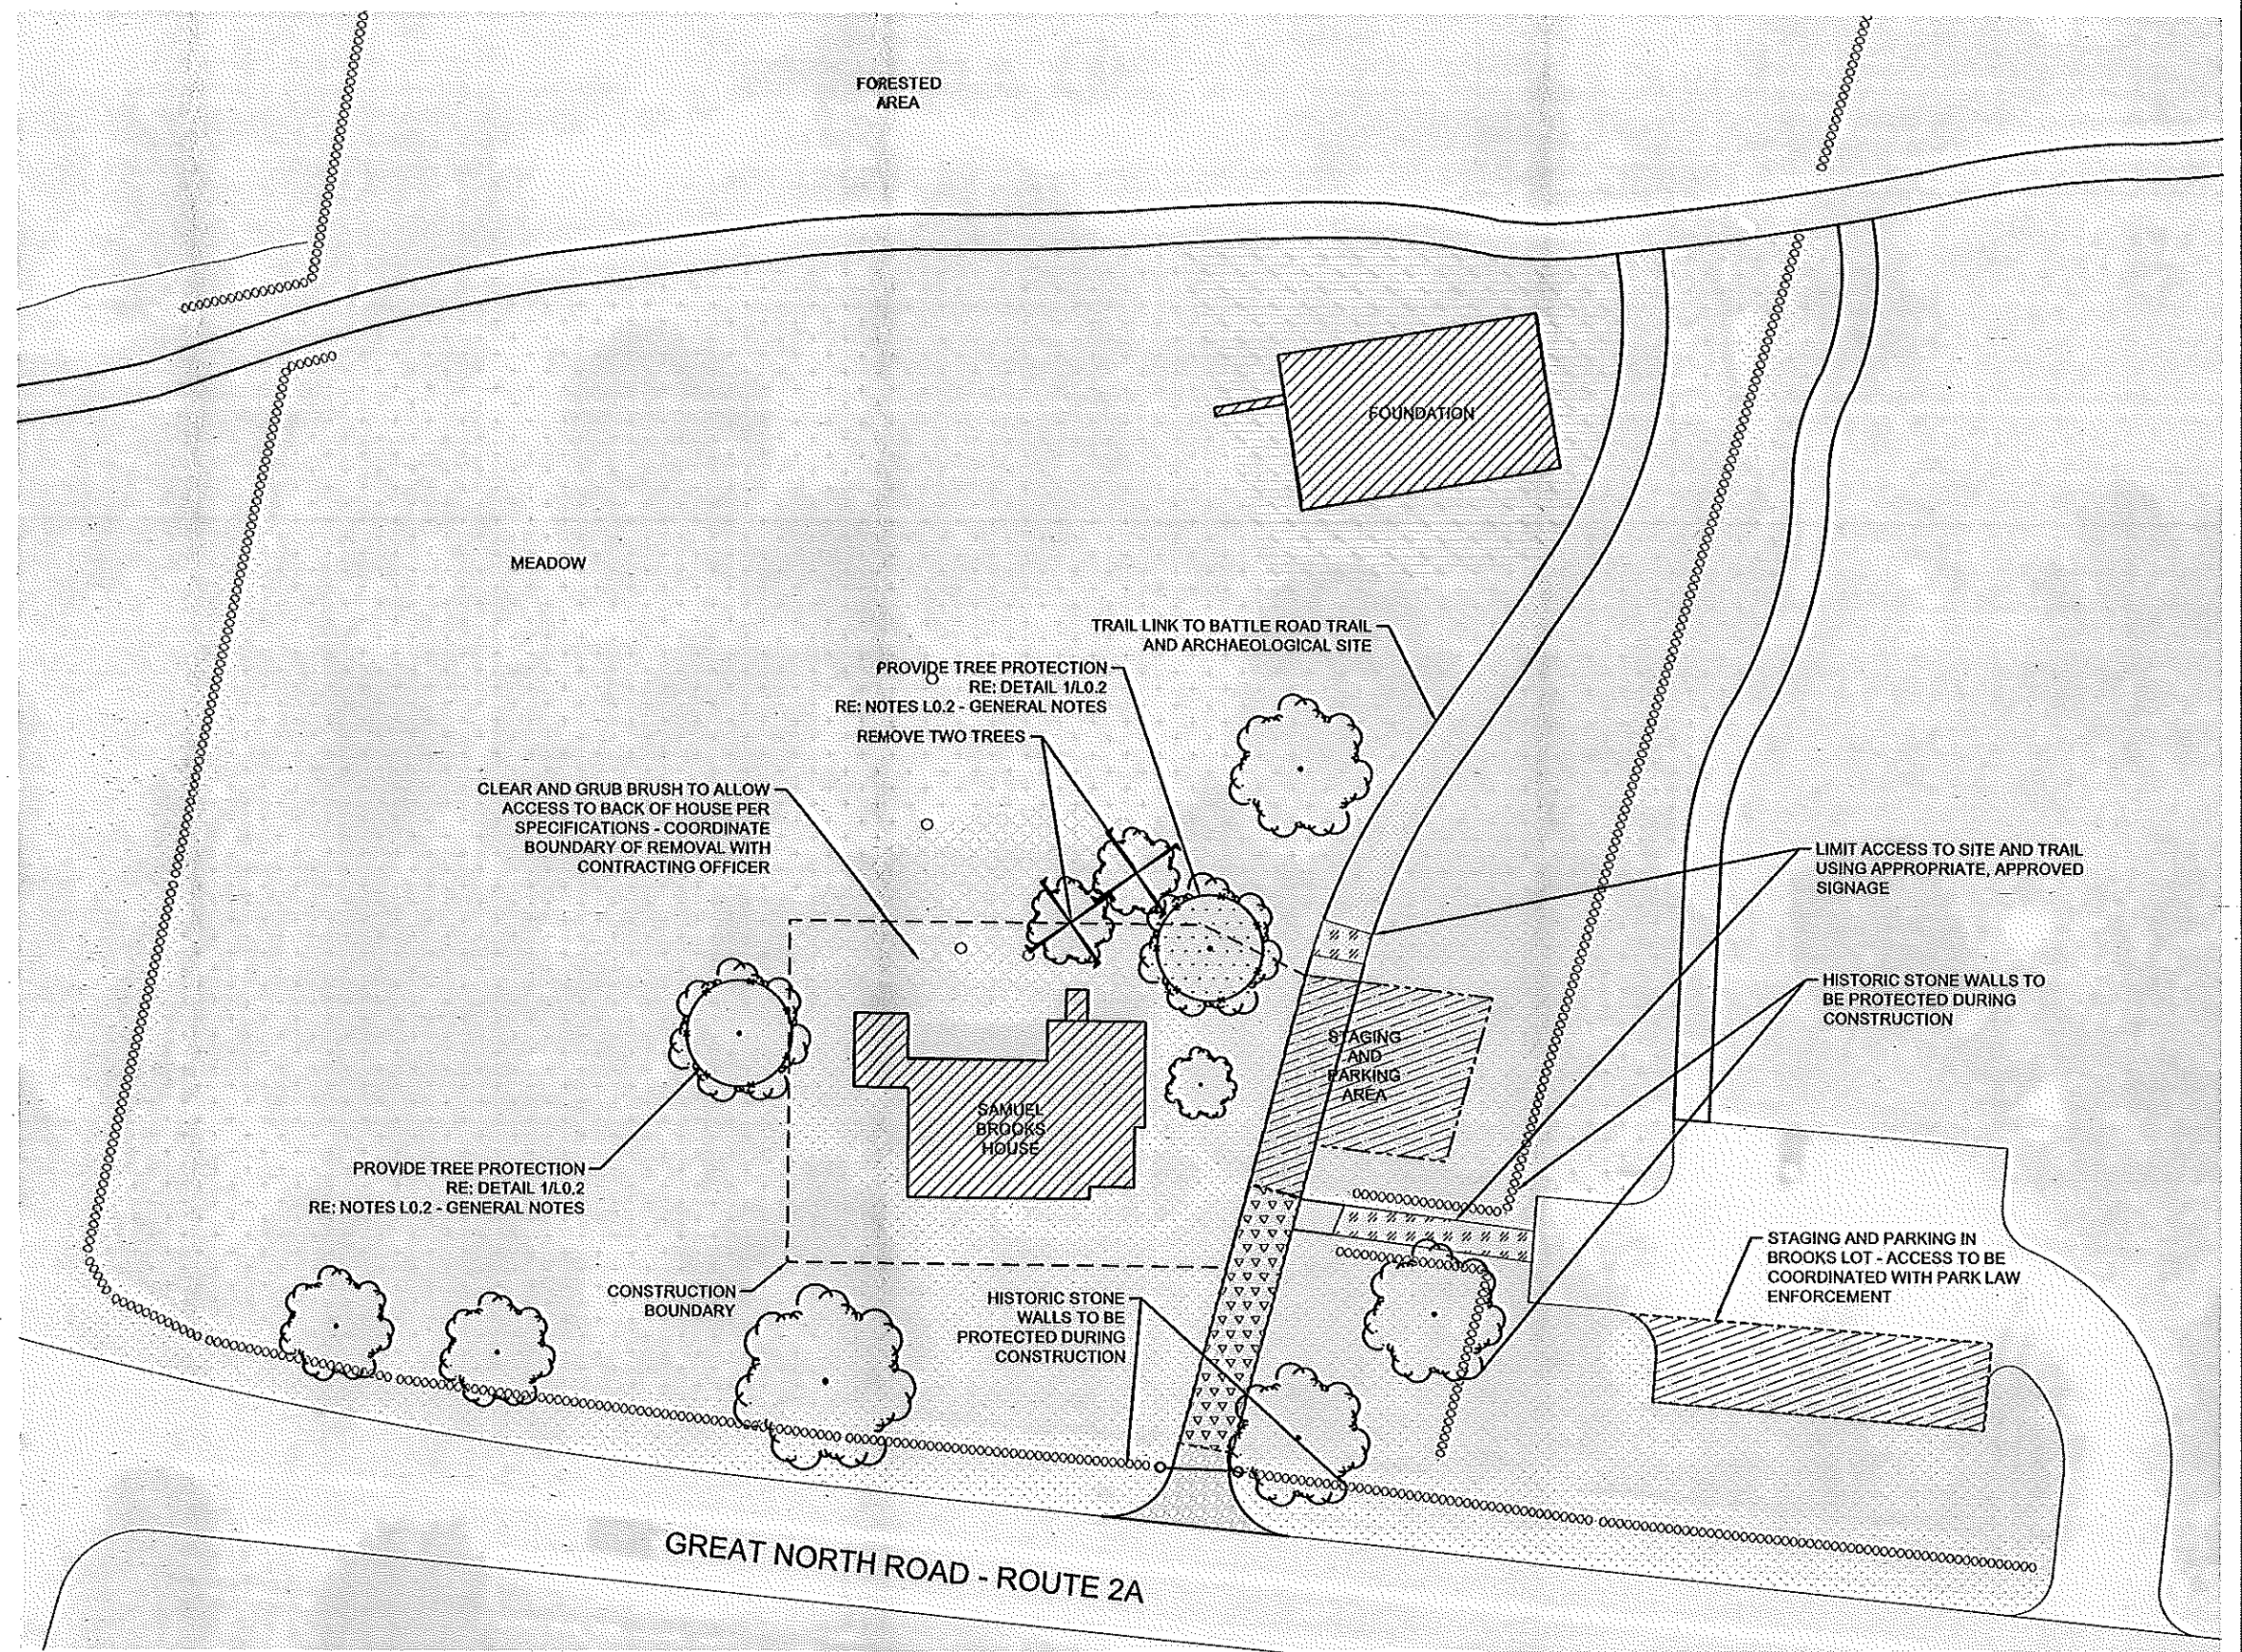 FORESTED
AREA
FOUNDATION
MEADOW
TRAIL LINK TO BATTLE ROAD TRAIL
AND ARCHAEOLOGICAL SITE
PROVIDE TREE PROTECTION
RE: DETAIL 1/L0.2
RE: NOTES L0.2 - GENERAL NOTES
REMOVE TWO TREES
CLEAR AND GRUB BRUSH TO ALLOW
ACCESS TO BACK OF HOUSE PER
SPECIFICATIONS - COORDINATE
BOUNDARY OF REMOVAL WITH
CONTRACTING OFFICER
LIMIT ACCESS TO SITE AND TRAIL
USING APPROPRIATE, APPROVED
SIGNAGE
HISTORIC STONE WALLS TO
BE PROTECTED DURING
CONSTRUCTION
STAGING
AND
PARKING
AREA
SAMUEL
BROOKS
HOUSE
PROVIDE TREE PROTECTION
RE: DETAIL 1/L0.2
RE: NOTES L0.2 - GENERAL NOTES
STAGING AND PARKING IN
BROOKS LOT - ACCESS TO BE
COORDINATED WITH PARK LAW
ENFORCEMENT
CONSTRUCTION
BOUNDARY
HISTORIC STONE
WALLS TO BE
PROTECTED DURING
CONSTRUCTION
GREAT NORTH ROAD - ROUTE 2A